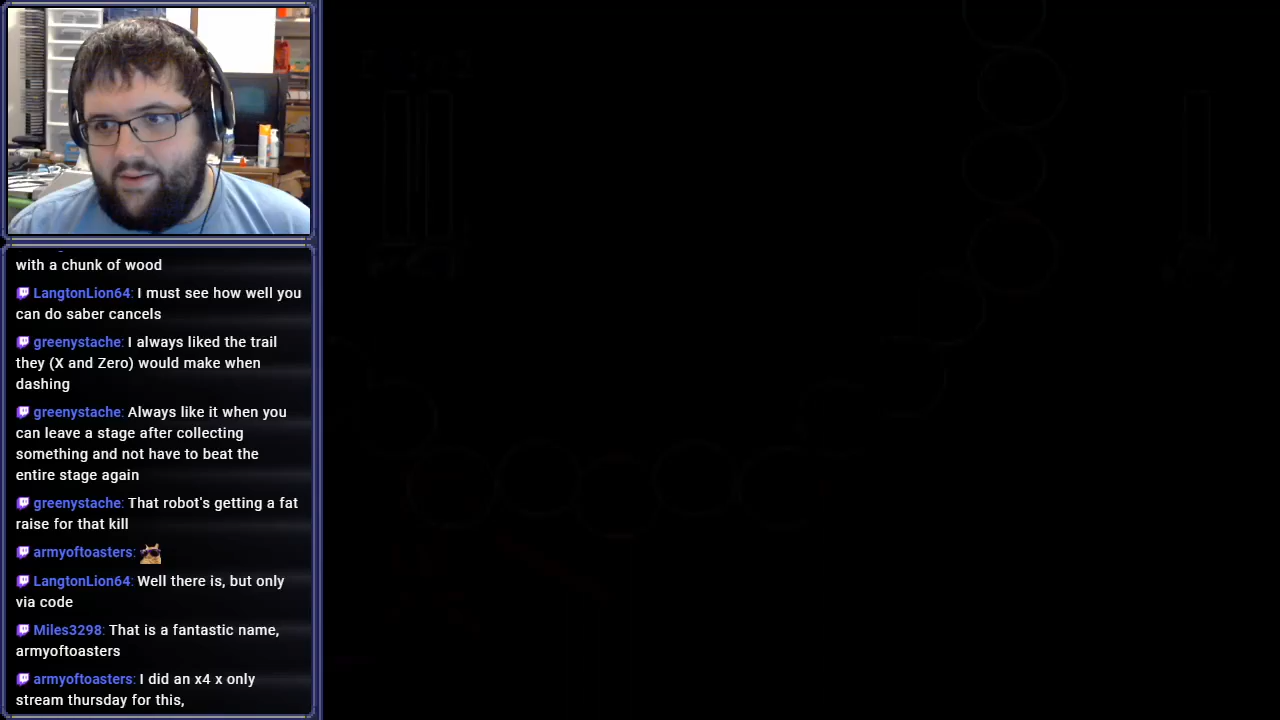 with a chunk of wood
LangtonLion64: I must see how well you
can do saber cancels
greenystache: I always liked the trail
they (X and Zero) would make when
dashing
greenystache: Always like it when you
can leave a stage after collecting
something and not have to beat the
entire stage again
greenystache: That robot's getting a fat
raise for that kill
armyoftoasters:
LangtonLion64: Well there is, but only
via code
Miles3298: That is a fantastic name,
armyoftoasters
armyoftoasters: I did an x4 x only
stream thursday for this,